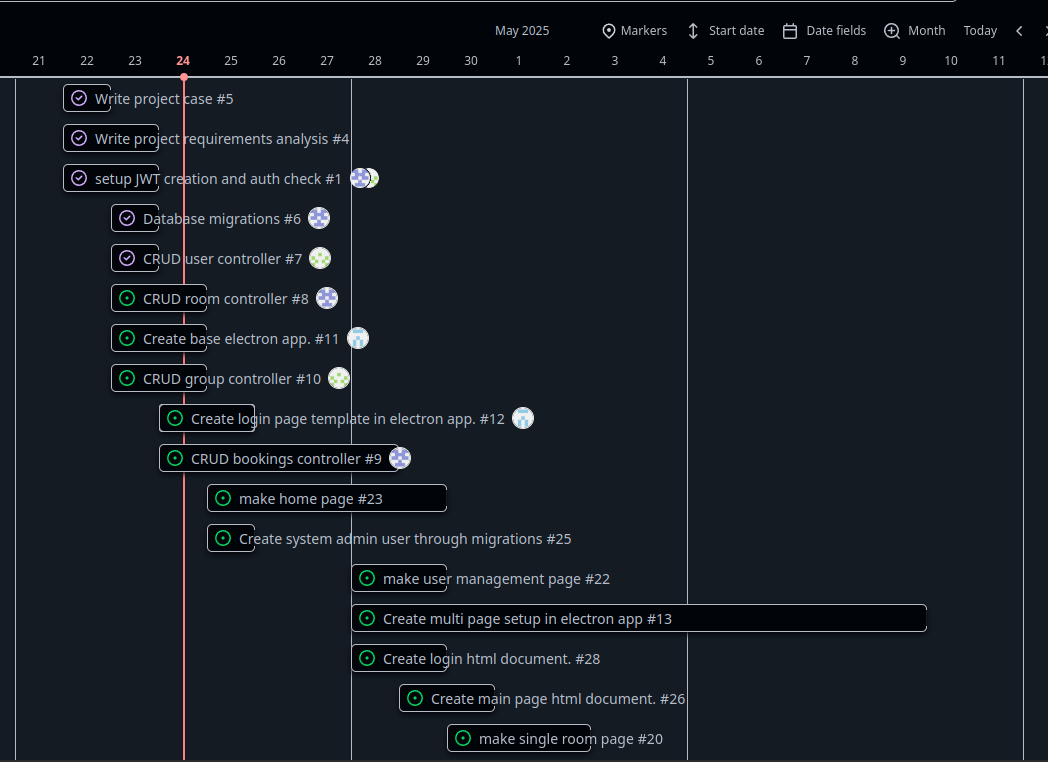 May 2025 Markers Start date Date fields Month Today
21 22 23 24 25 26 27 28 29 30 1 2 3 4 5 6 7 8 9 10 11
Write project case #5
Write project requirements analysis #4
setup JWT creation and auth check #1
Database migrations #6
CRUD user controller #7
CRUD room controller #8
Create base electron app. #11
CRUD group controller #10
Create login page template in electron app. #12
CRUD bookings controller #9
make home page #23
Create system admin user through migrations #25
make user management page #22
Create multi page setup in electron app #13
Create login html document. #28
Create main page html document. #26
make single room page #20